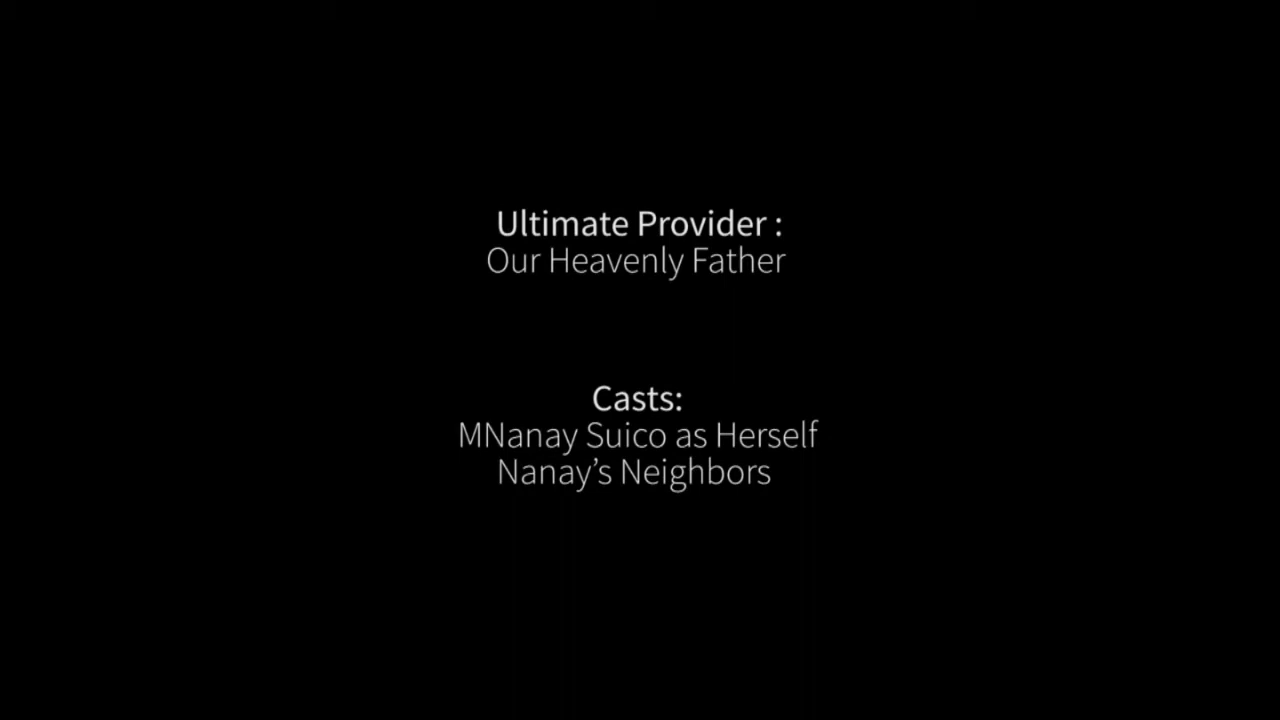 Ultimate Provider :
Our Heavenly Father
Casts:
MNanay Suico as Herself
Nanay’s Neighbors